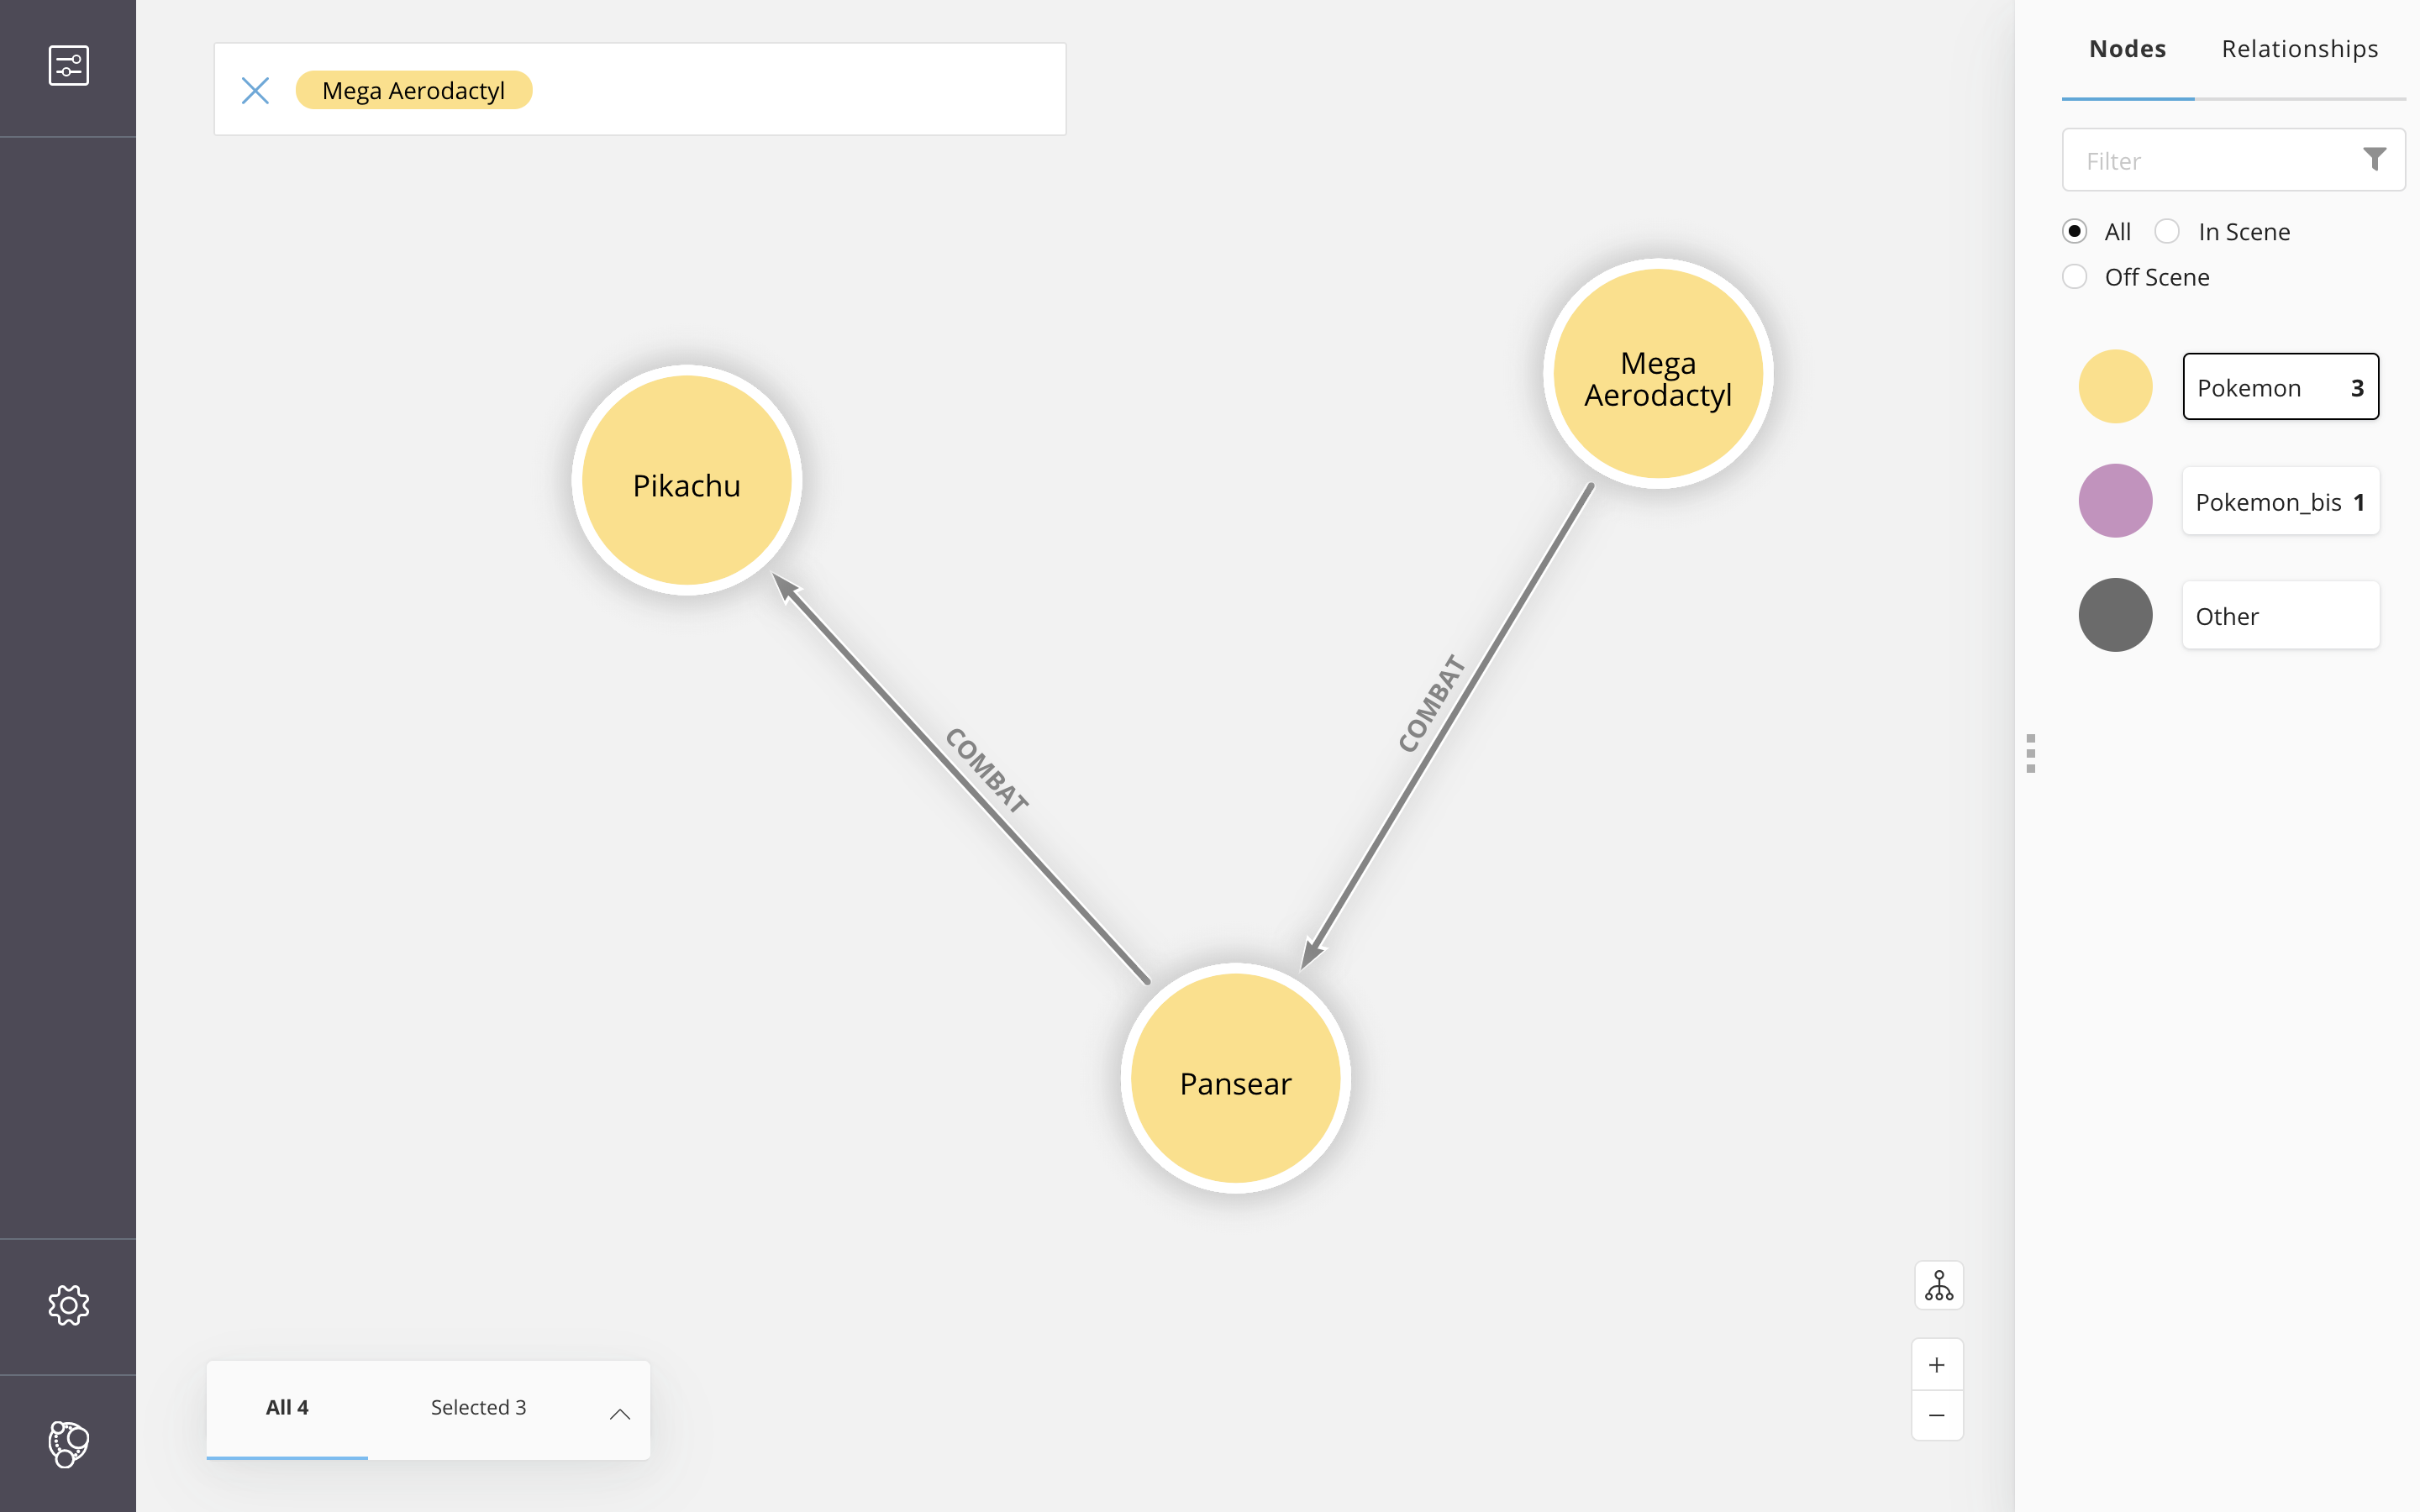 Mega Aerodactyl
Nodes Relationships
Filter
All In Scene
Off Scene
Pokemon 3
Pokemon_bis 1
Other
Mega
Aerodactyl
Pikachu
COMBAT
COMBAT
Pansear
All 4 Selected 3